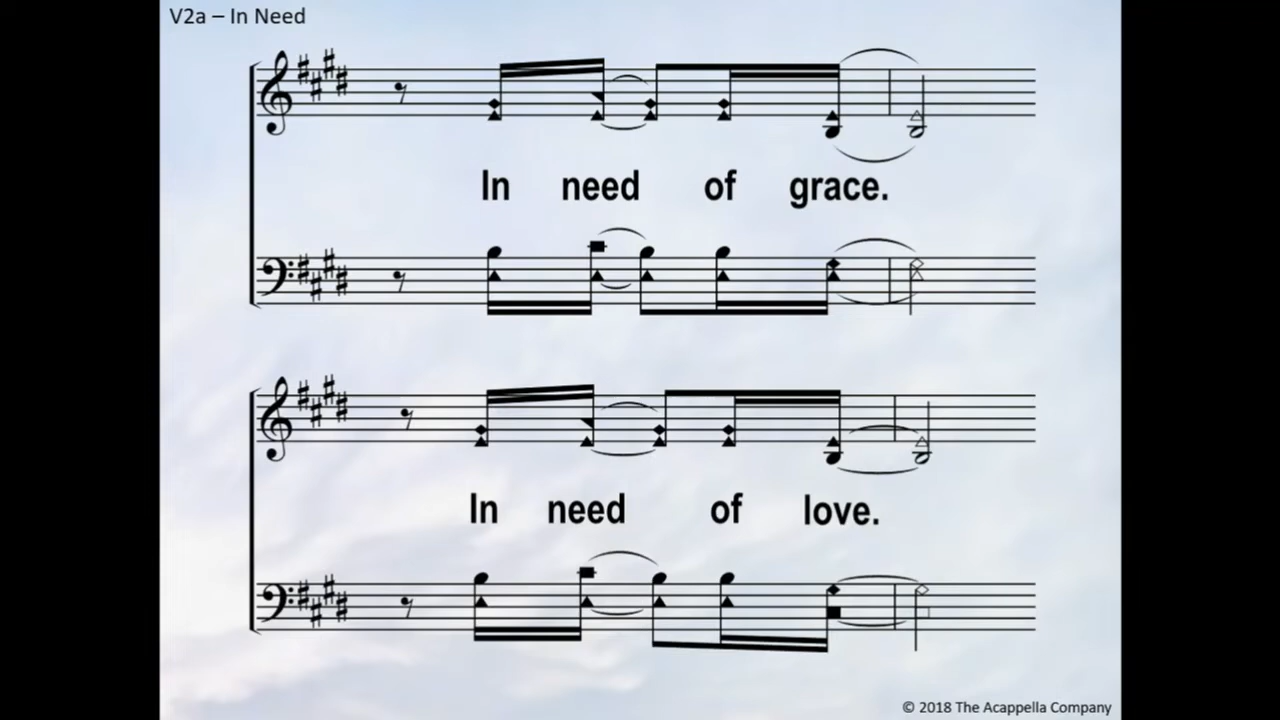 V2a – In Need
In need of grace.
In need of love.
© 2018 The Acappella Company